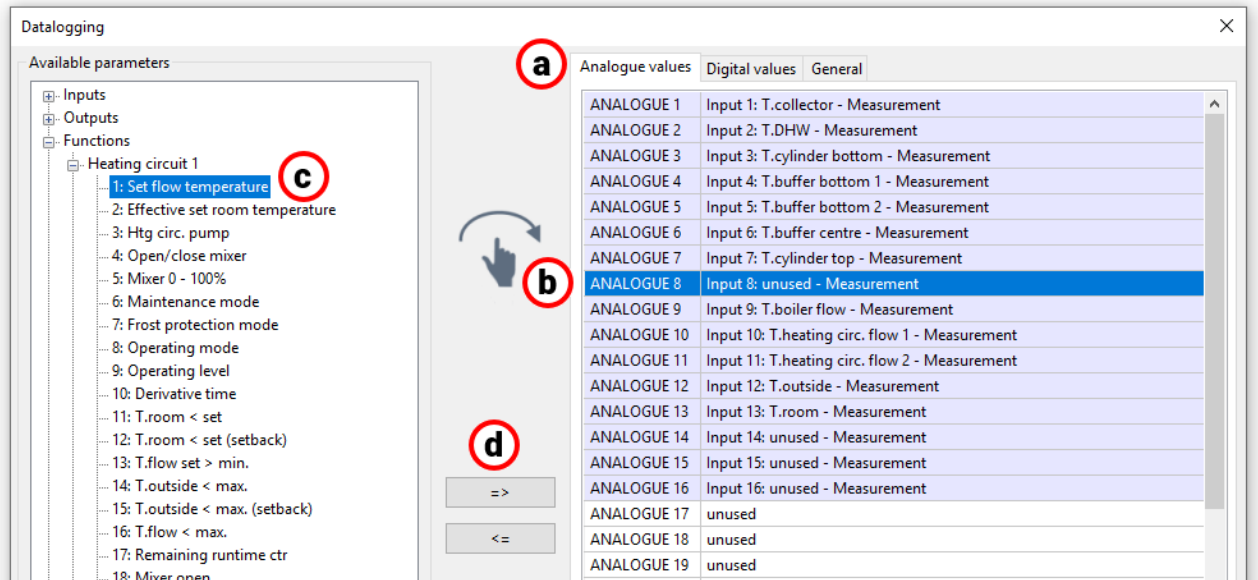 Datalogging
Available parameters
Inputs
Outputs
Functions
Heating circuit 1
1: Set flow temperature
2: Effective set room temperature
3: Htg circ. pump
4: Open/close mixer
5: Mixer 0 - 100%
6: Maintenance mode
7: Frost protection mode
8: Operating mode
9: Operating level
10: Derivative time
11: T.room < set
12: T.room < set (setback)
13: T.flow set > min.
14: T.outside < max.
15: T.outside < max. (setback)
16: T.flow < max.
17: Remaining runtime ctr
18: Mixer open
c
b
d
=>
<=
a
Analogue values Digital values General
ANALOGUE 1 Input 1: T.collector - Measurement
ANALOGUE 2 Input 2: T.DHW - Measurement
ANALOGUE 3 Input 3: T.cylinder bottom - Measurement
ANALOGUE 4 Input 4: T.buffer bottom 1 - Measurement
ANALOGUE 5 Input 5: T.buffer bottom 2 - Measurement
ANALOGUE 6 Input 6: T.buffer centre - Measurement
ANALOGUE 7 Input 7: T.cylinder top - Measurement
ANALOGUE 8 Input 8: unused - Measurement
ANALOGUE 9 Input 9: T.boiler flow - Measurement
ANALOGUE 10 Input 10: T.heating circ. flow 1 - Measurement
ANALOGUE 11 Input 11: T.heating circ. flow 2 - Measurement
ANALOGUE 12 Input 12: T.outside - Measurement
ANALOGUE 13 Input 13: T.room - Measurement
ANALOGUE 14 Input 14: unused - Measurement
ANALOGUE 15 Input 15: unused - Measurement
ANALOGUE 16 Input 16: unused - Measurement
ANALOGUE 17 unused
ANALOGUE 18 unused
ANALOGUE 19 unused